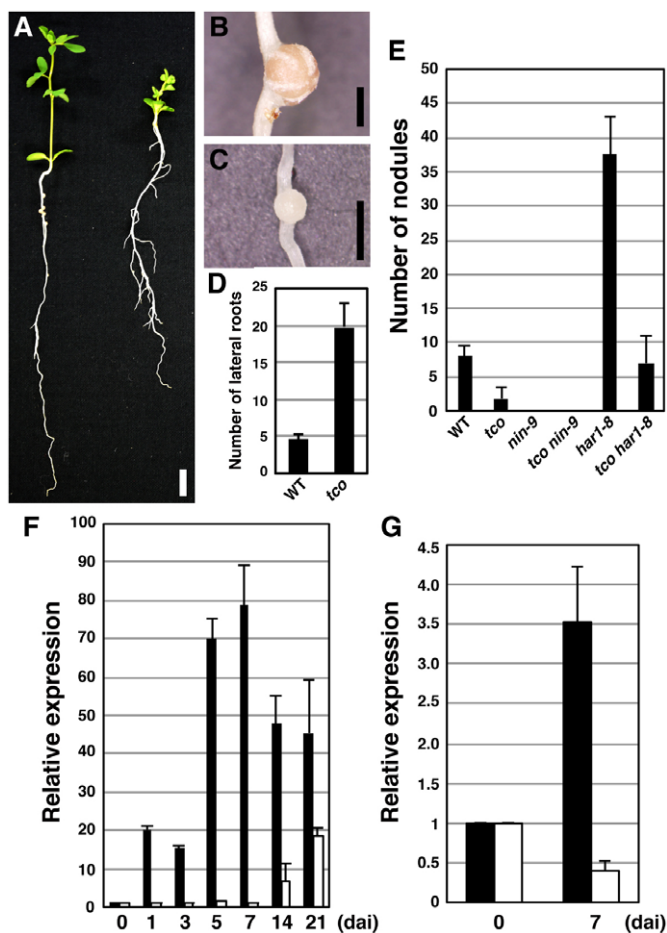 A
B
C
D
Number of lateral roots
25
20
15
10
5
0
WT
tco
E
Number of nodules
50
45
40
35
30
25
20
15
10
5
0
WT
tco
nin-9
tco nin-9
har1-8
tco har1-8
F
Relative expression
100
90
80
70
60
50
40
30
20
10
0
0 1 3 5 7 14 21 (dai)
G
Relative expression
4.5
4.0
3.5
3.0
2.5
2.0
1.5
1
0.5
0
0 7 (dai)